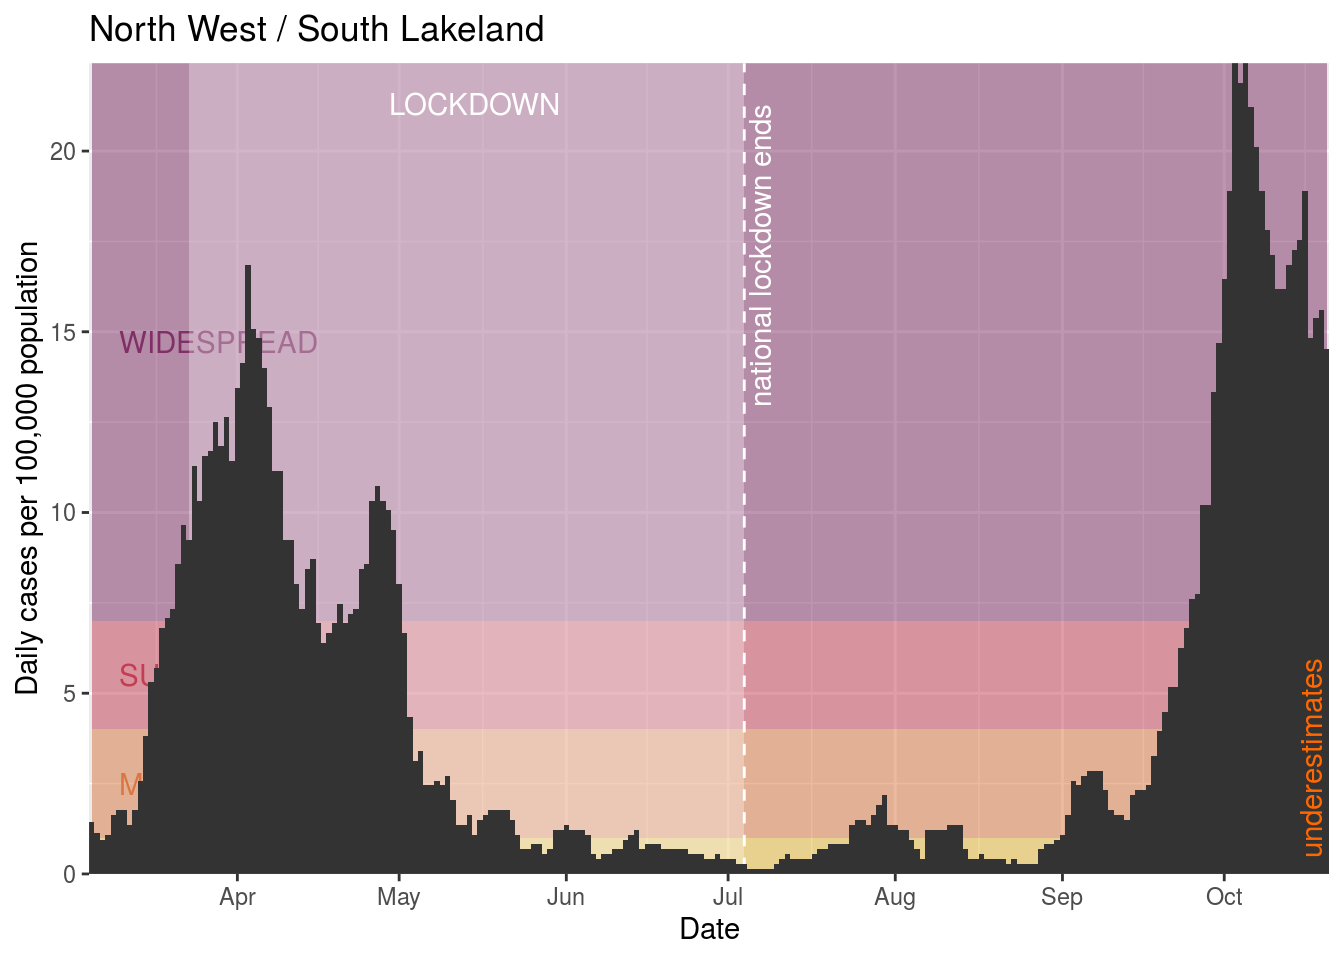 North West / South Lakeland
LOCKDOWN
national lockdown ends
WIDESPREAD
underestimates
Daily cases per 100,000 population
20
15
10
5
0
Apr May Jun Jul Aug Sep Oct
Date